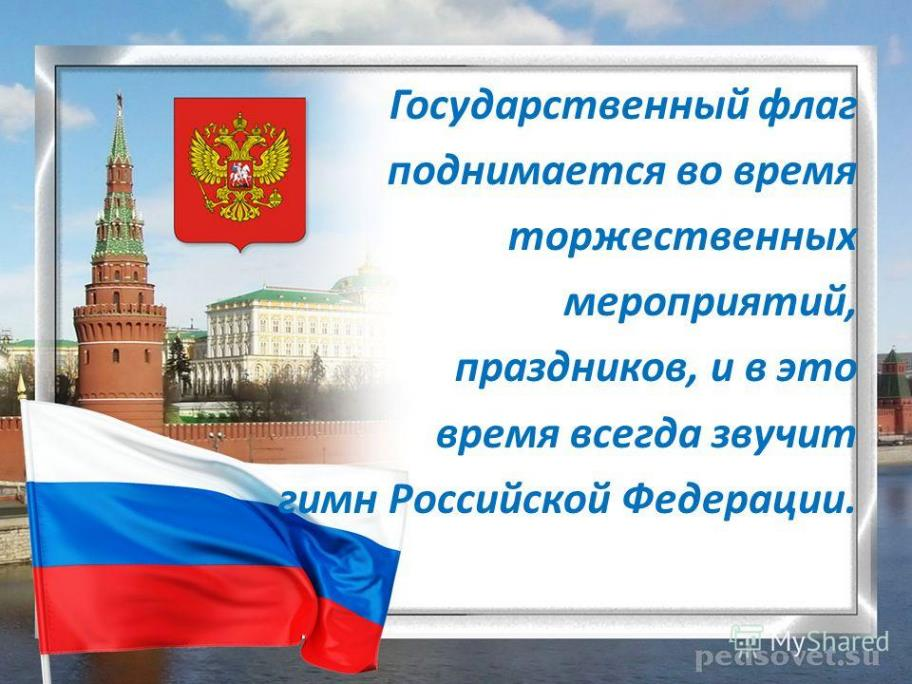 Государственный флаг
поднимается во время
торжественных
мероприятий,
праздников, и в это
время всегда звучит
гимн Российской Федерации.
MyShared
pedsovet.su